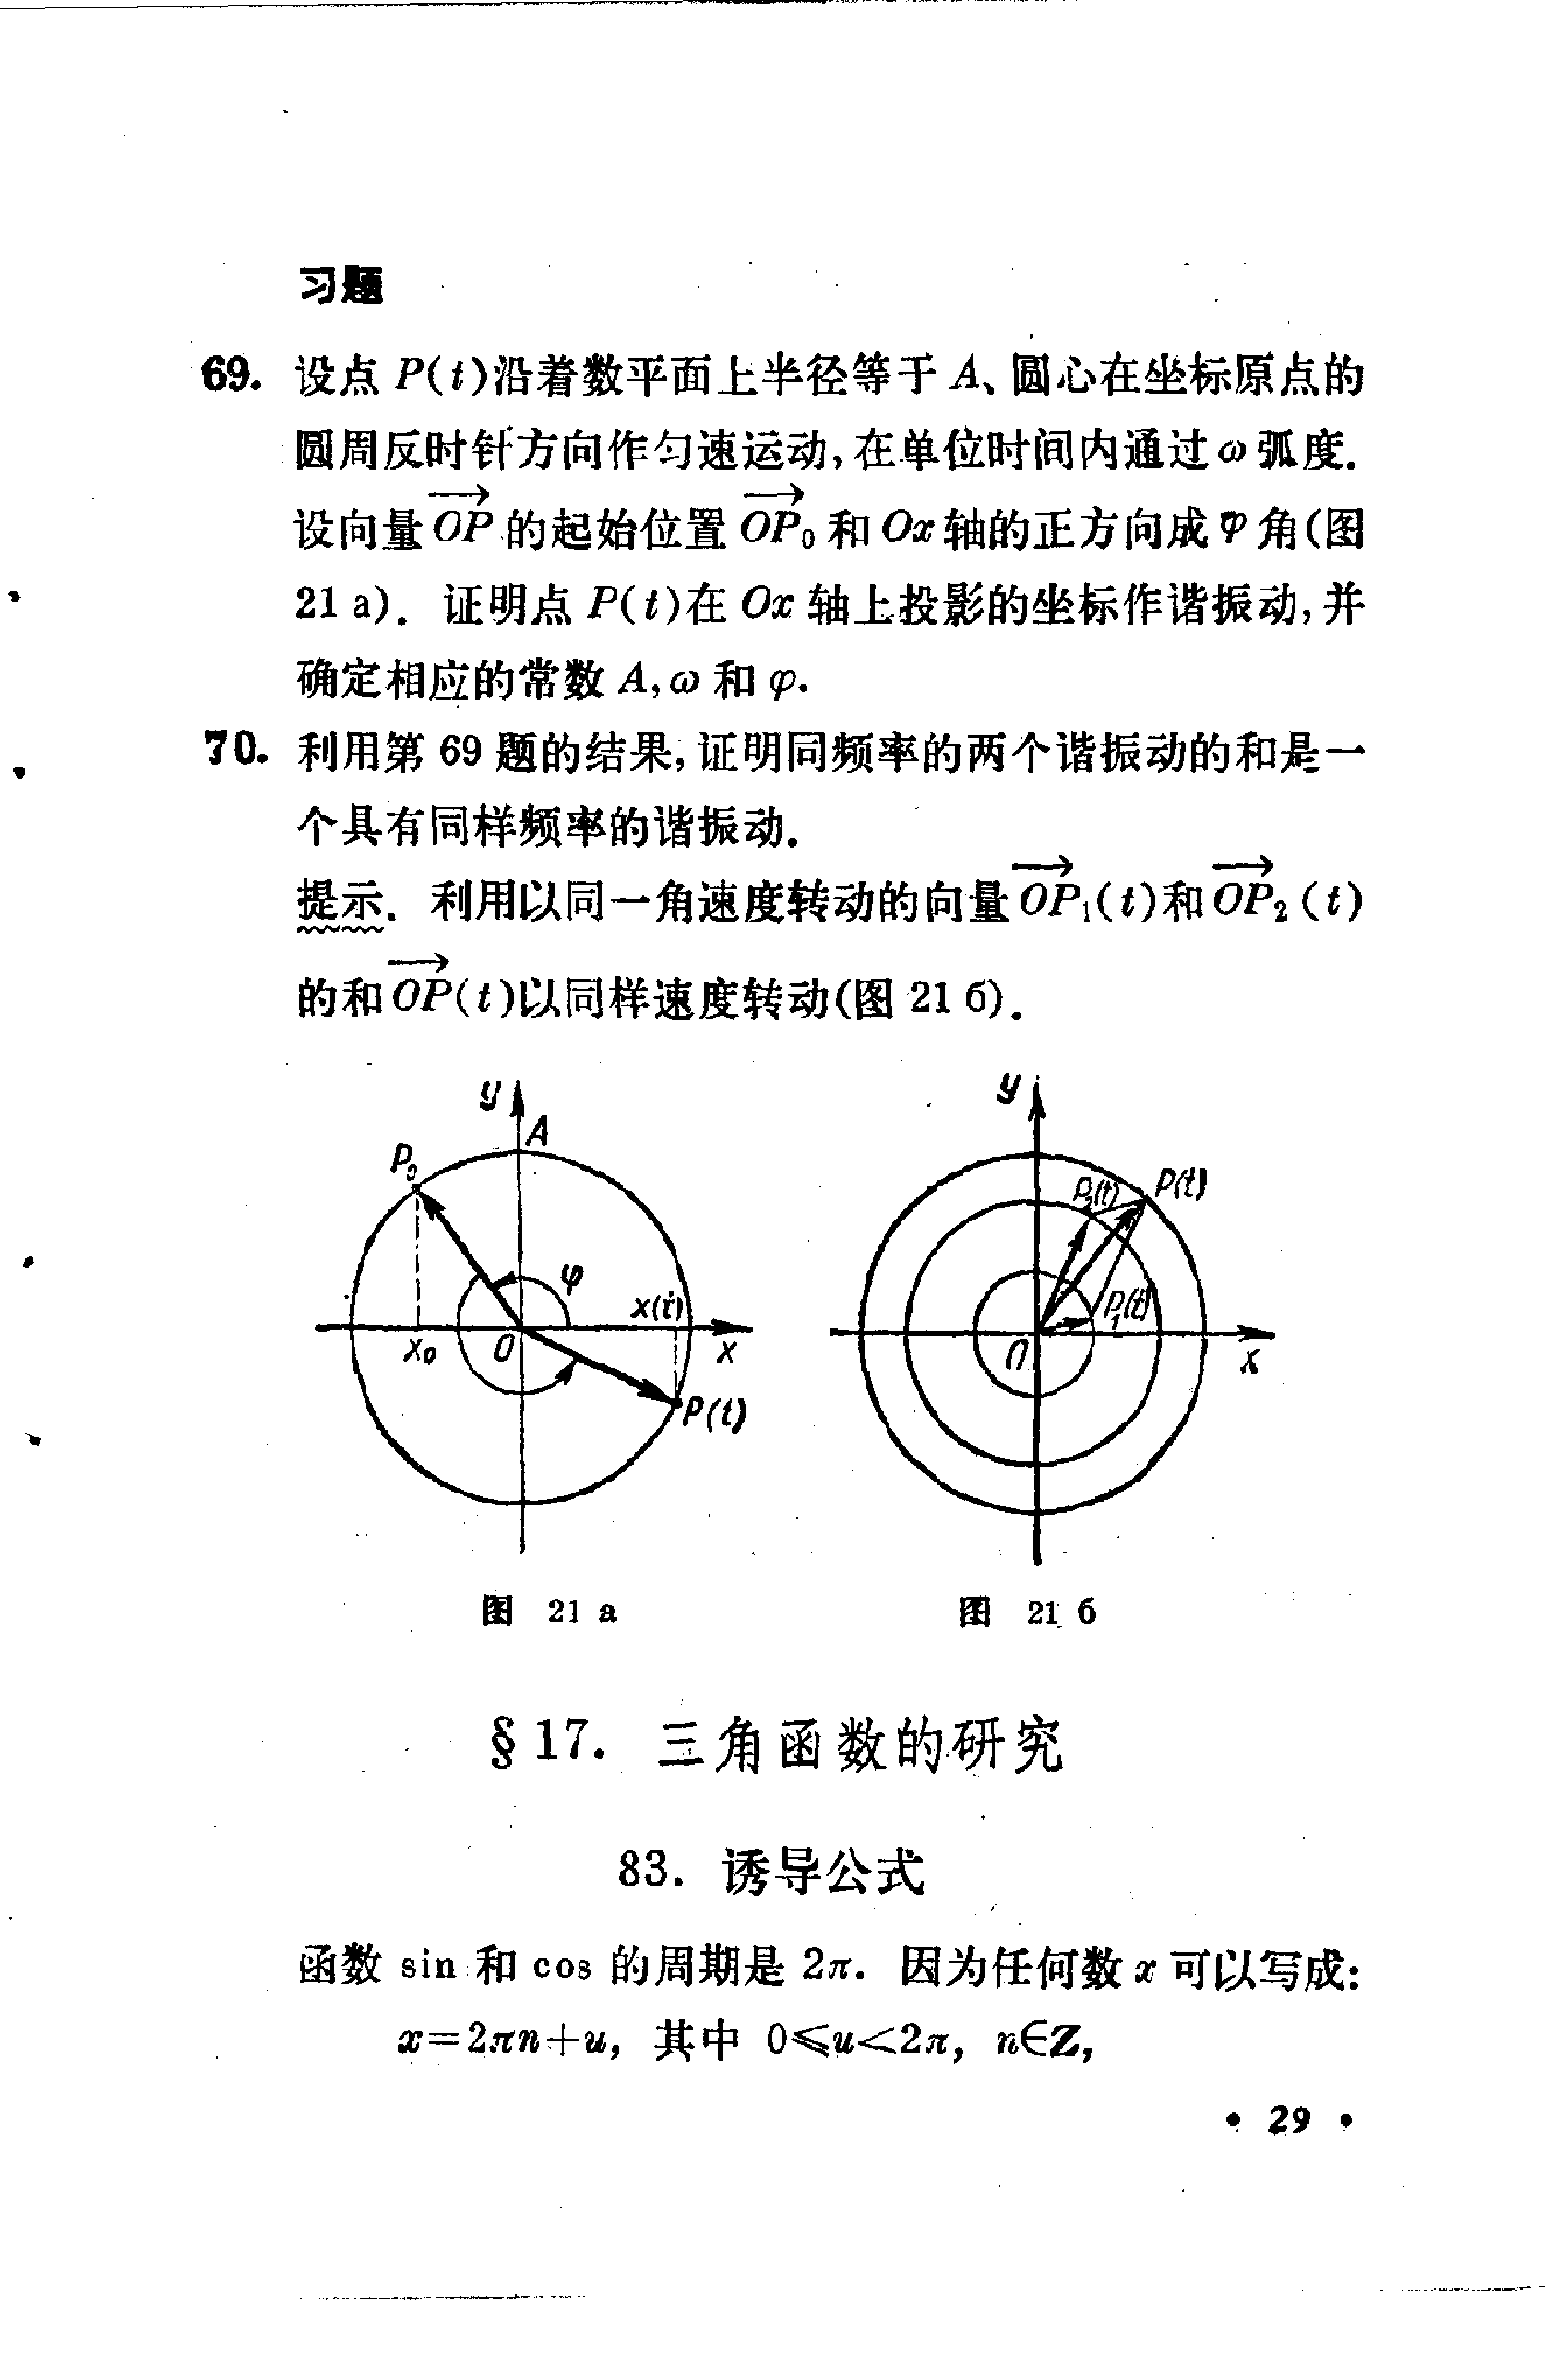 习题
69. 设点 P(t)沿着数平面上半径等于 A、圆心在坐标原点的
圆周反时针方向作匀速运动,在单位时间内通过 ω 弧度.
设向量 $\overrightarrow{OP}$ 的起始位置 $\overrightarrow{OP_0}$ 和 Ox 轴的正方向成 φ 角(图
21 a). 证明点 P(t)在 Ox 轴上投影的坐标作谐振动,并
确定相应的常数 A, ω 和 φ.
70. 利用第 69 题的结果,证明同频率的两个谐振动的和是一
个具有同样频率的谐振动.
提示. 利用以同一角速度转动的向量 $\overrightarrow{OP_1}$(t)和 $\overrightarrow{OP_2}$(t)
的和 $\overrightarrow{OP}$(t)以同样速度转动(图 21 б).
y
A
P₀
φ
x(t)
x₀
O
x
P(t)
y
P₂(t)
P(t)
P₁(t)
O
x
图 21 a
图 21 б
§ 17. 三角函数的研究
83. 诱导公式
函数 sin 和 cos 的周期是 2π. 因为任何数 x 可以写成:
x=2πn+u, 其中 0⩽u<2π, n∈Z,
• 29 •